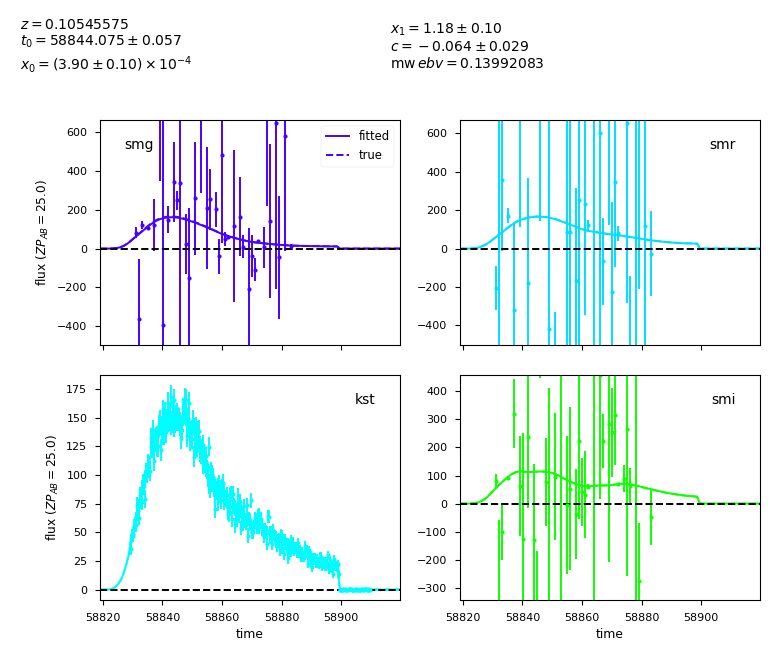 z = 0.10545575
t₀ = 58844.075 ± 0.057
x₀ = (3.90 ± 0.10) × 10⁻⁴
x₁ = 1.18 ± 0.10
c = −0.064 ± 0.029
mw ebv = 0.13992083
smg
fitted
true
600
400
200
0
−200
−400
flux (ZP_AB = 25.0)
smr
600
400
200
0
−200
−400
kst
175
150
125
100
75
50
25
0
flux (ZP_AB = 25.0)
58820 58840 58860 58880 58900
time
smi
400
300
200
100
0
−100
−200
−300
58820 58840 58860 58880 58900
time